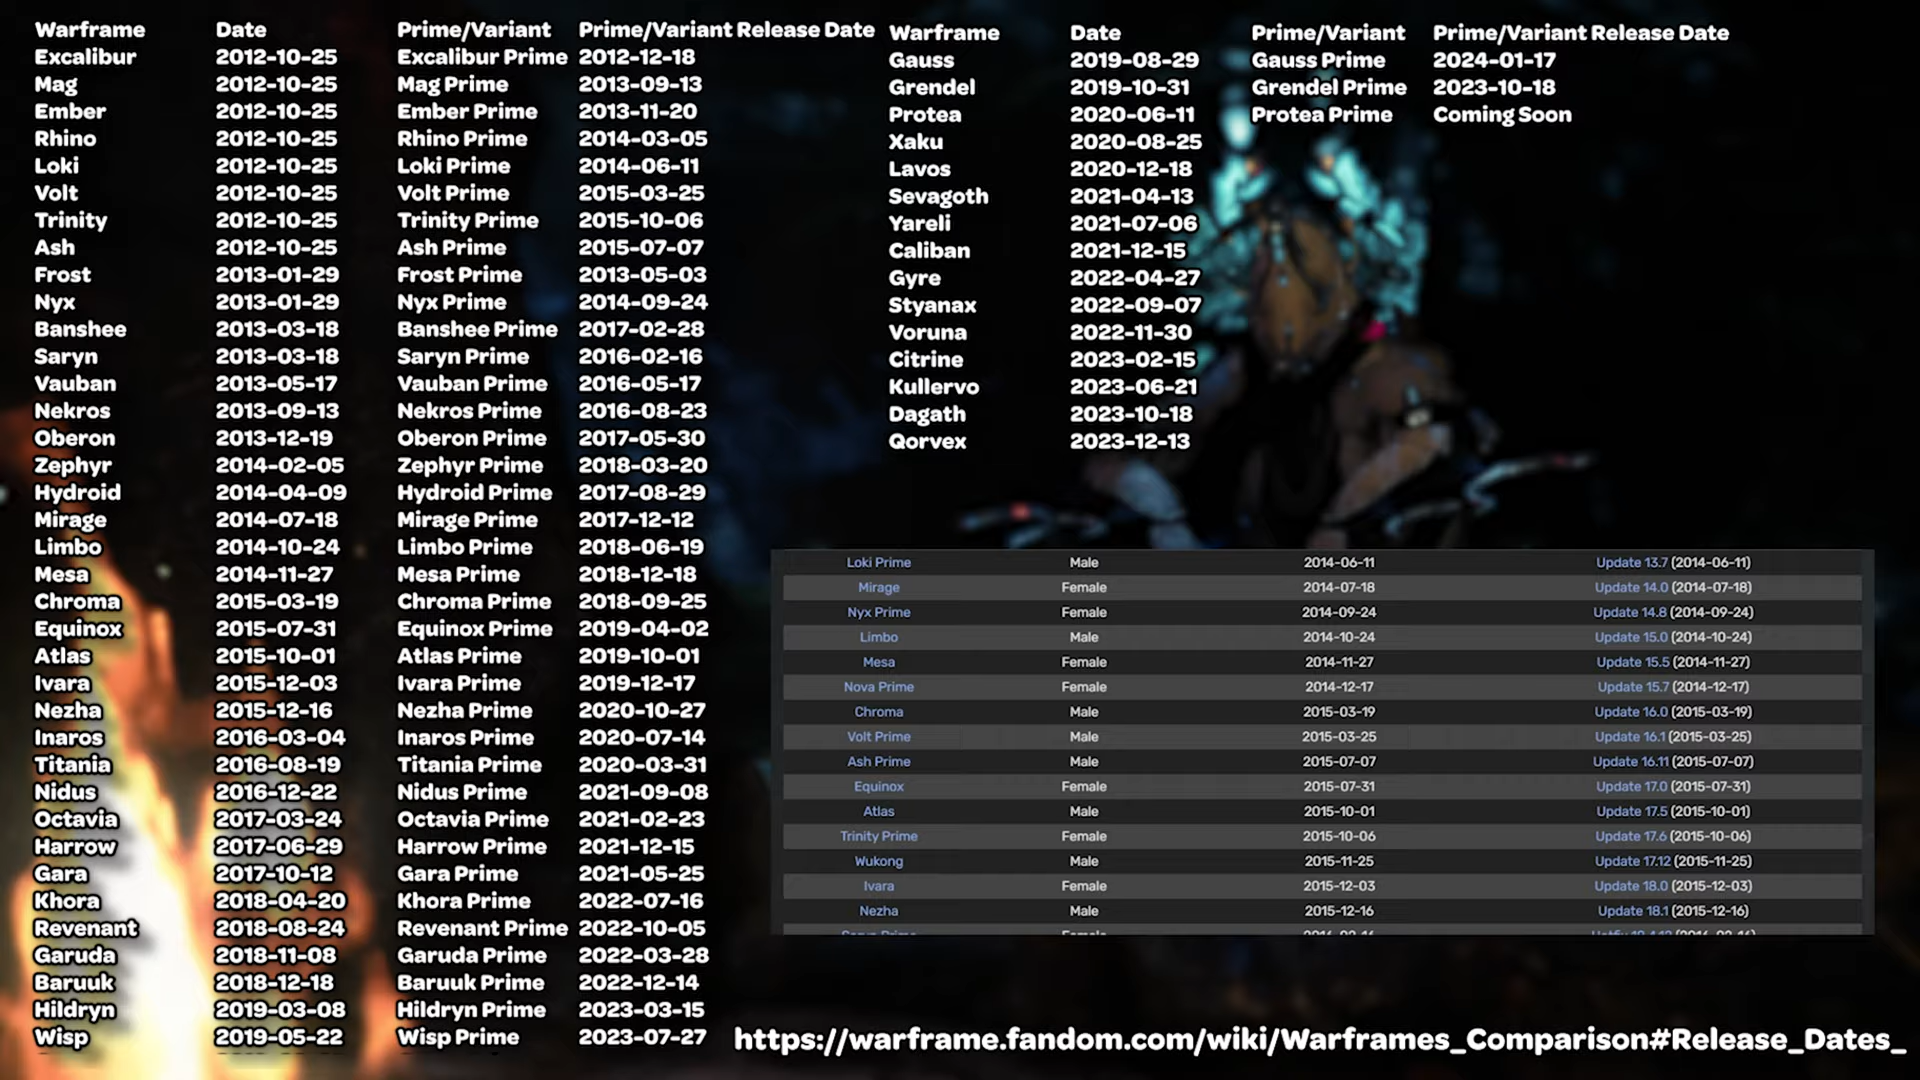 Warframe Date Prime/Variant Prime/Variant Release Date
Excalibur 2012-10-25 Excalibur Prime 2012-12-18
Mag 2012-10-25 Mag Prime 2013-09-13
Ember 2012-10-25 Ember Prime 2013-11-20
Rhino 2012-10-25 Rhino Prime 2014-03-05
Loki 2012-10-25 Loki Prime 2014-06-11
Volt 2012-10-25 Volt Prime 2015-03-25
Trinity 2012-10-25 Trinity Prime 2015-10-06
Ash 2012-10-25 Ash Prime 2015-07-07
Frost 2013-01-29 Frost Prime 2013-05-03
Nyx 2013-01-29 Nyx Prime 2014-09-24
Banshee 2013-03-18 Banshee Prime 2017-02-28
Saryn 2013-03-18 Saryn Prime 2016-02-16
Vauban 2013-05-17 Vauban Prime 2016-05-17
Nekros 2013-09-13 Nekros Prime 2016-08-23
Oberon 2013-12-19 Oberon Prime 2017-05-30
Zephyr 2014-02-05 Zephyr Prime 2018-03-20
Hydroid 2014-04-09 Hydroid Prime 2017-08-29
Mirage 2014-07-18 Mirage Prime 2017-12-12
Limbo 2014-10-24 Limbo Prime 2018-06-19
Mesa 2014-11-27 Mesa Prime 2018-12-18
Chroma 2015-03-19 Chroma Prime 2018-09-25
Equinox 2015-07-31 Equinox Prime 2019-04-02
Atlas 2015-10-01 Atlas Prime 2019-10-01
Ivara 2015-12-03 Ivara Prime 2019-12-17
Nezha 2015-12-16 Nezha Prime 2020-10-27
Inaros 2016-03-04 Inaros Prime 2020-07-14
Titania 2016-08-19 Titania Prime 2020-03-31
Nidus 2016-12-22 Nidus Prime 2021-09-08
Octavia 2017-03-24 Octavia Prime 2021-02-23
Harrow 2017-06-29 Harrow Prime 2021-12-15
Gara 2017-10-12 Gara Prime 2021-05-25
Khora 2018-04-20 Khora Prime 2022-07-16
Revenant 2018-08-24 Revenant Prime 2022-10-05
Garuda 2018-11-08 Garuda Prime 2022-03-28
Baruuk 2018-12-18 Baruuk Prime 2022-12-14
Hildryn 2019-03-08 Hildryn Prime 2023-03-15
Wisp 2019-05-22 Wisp Prime 2023-07-27
Warframe Date Prime/Variant Prime/Variant Release Date
Gauss 2019-08-29 Gauss Prime 2024-01-17
Grendel 2019-10-31 Grendel Prime 2023-10-18
Protea 2020-06-11 Protea Prime Coming Soon
Xaku 2020-08-25
Lavos 2020-12-18
Sevagoth 2021-04-13
Yareli 2021-07-06
Caliban 2021-12-15
Gyre 2022-04-27
Styanax 2022-09-07
Voruna 2022-11-30
Citrine 2023-02-15
Kullervo 2023-06-21
Dagath 2023-10-18
Qorvex 2023-12-13
Loki Prime Male 2014-06-11 Update 13.7 (2014-06-11)
Mirage Female 2014-07-18 Update 14.0 (2014-07-18)
Nyx Prime Female 2014-09-24 Update 14.8 (2014-09-24)
Limbo Male 2014-10-24 Update 15.0 (2014-10-24)
Mesa Female 2014-11-27 Update 15.5 (2014-11-27)
Nova Prime Female 2014-12-17 Update 15.7 (2014-12-17)
Chroma Male 2015-03-19 Update 16.0 (2015-03-19)
Volt Prime Male 2015-03-25 Update 16.1 (2015-03-25)
Ash Prime Male 2015-07-07 Update 16.11 (2015-07-07)
Equinox Female 2015-07-31 Update 17.0 (2015-07-31)
Atlas Male 2015-10-01 Update 17.5 (2015-10-01)
Trinity Prime Female 2015-10-06 Update 17.6 (2015-10-06)
Wukong Male 2015-11-25 Update 17.12 (2015-11-25)
Ivara Female 2015-12-03 Update 18.0 (2015-12-03)
Nezha Male 2015-12-16 Update 18.1 (2015-12-16)
https://warframe.fandom.com/wiki/Warframes_Comparison#Release_Dates_